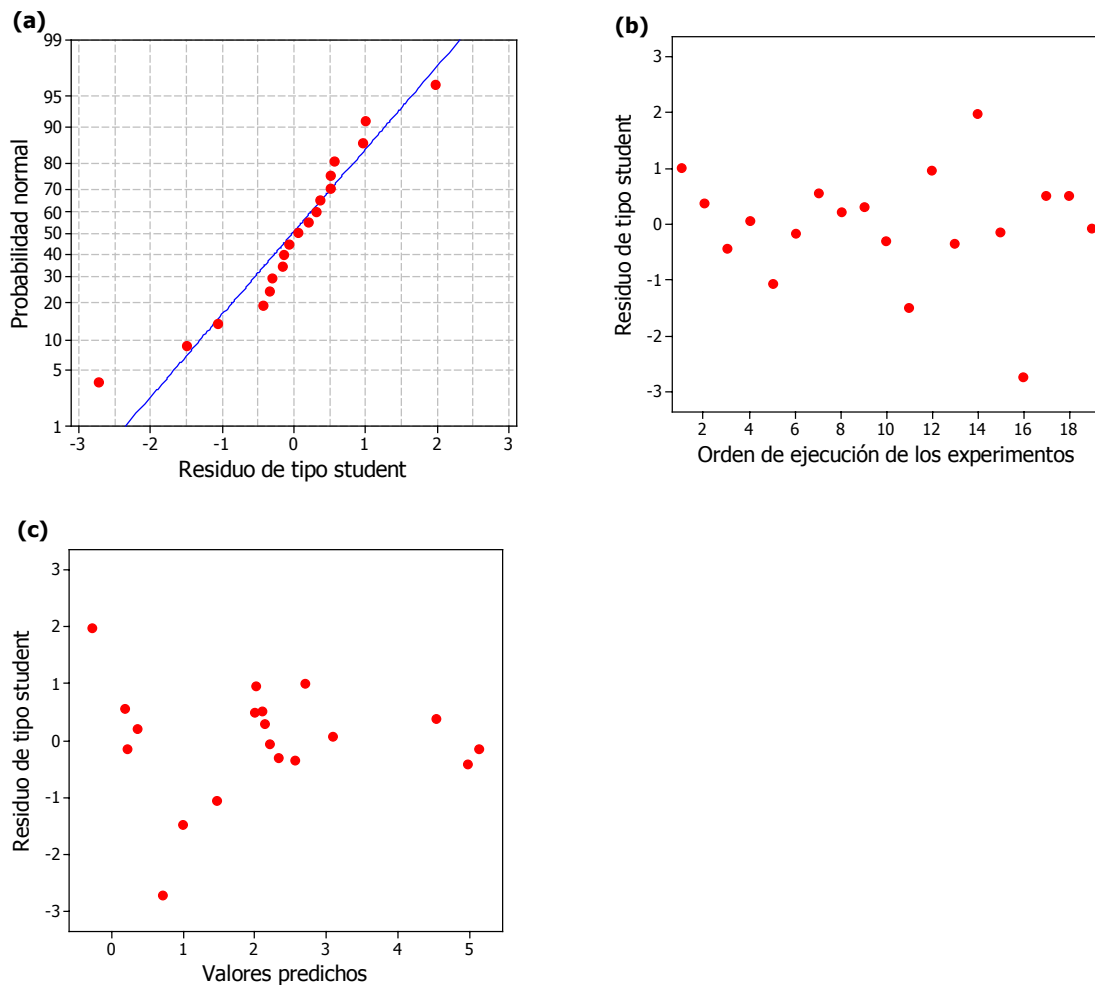 (a)
99
95
90
80
70
60
50
40
30
20
10
5
1
Probabilidad normal
-3 -2 -1 0 1 2 3
Residuo de tipo student
(b)
3
2
1
0
-1
-2
-3
Residuo de tipo student
2 4 6 8 10 12 14 16 18
Orden de ejecución de los experimentos
(c)
3
2
1
0
-1
-2
-3
Residuo de tipo student
0 1 2 3 4 5
Valores predichos